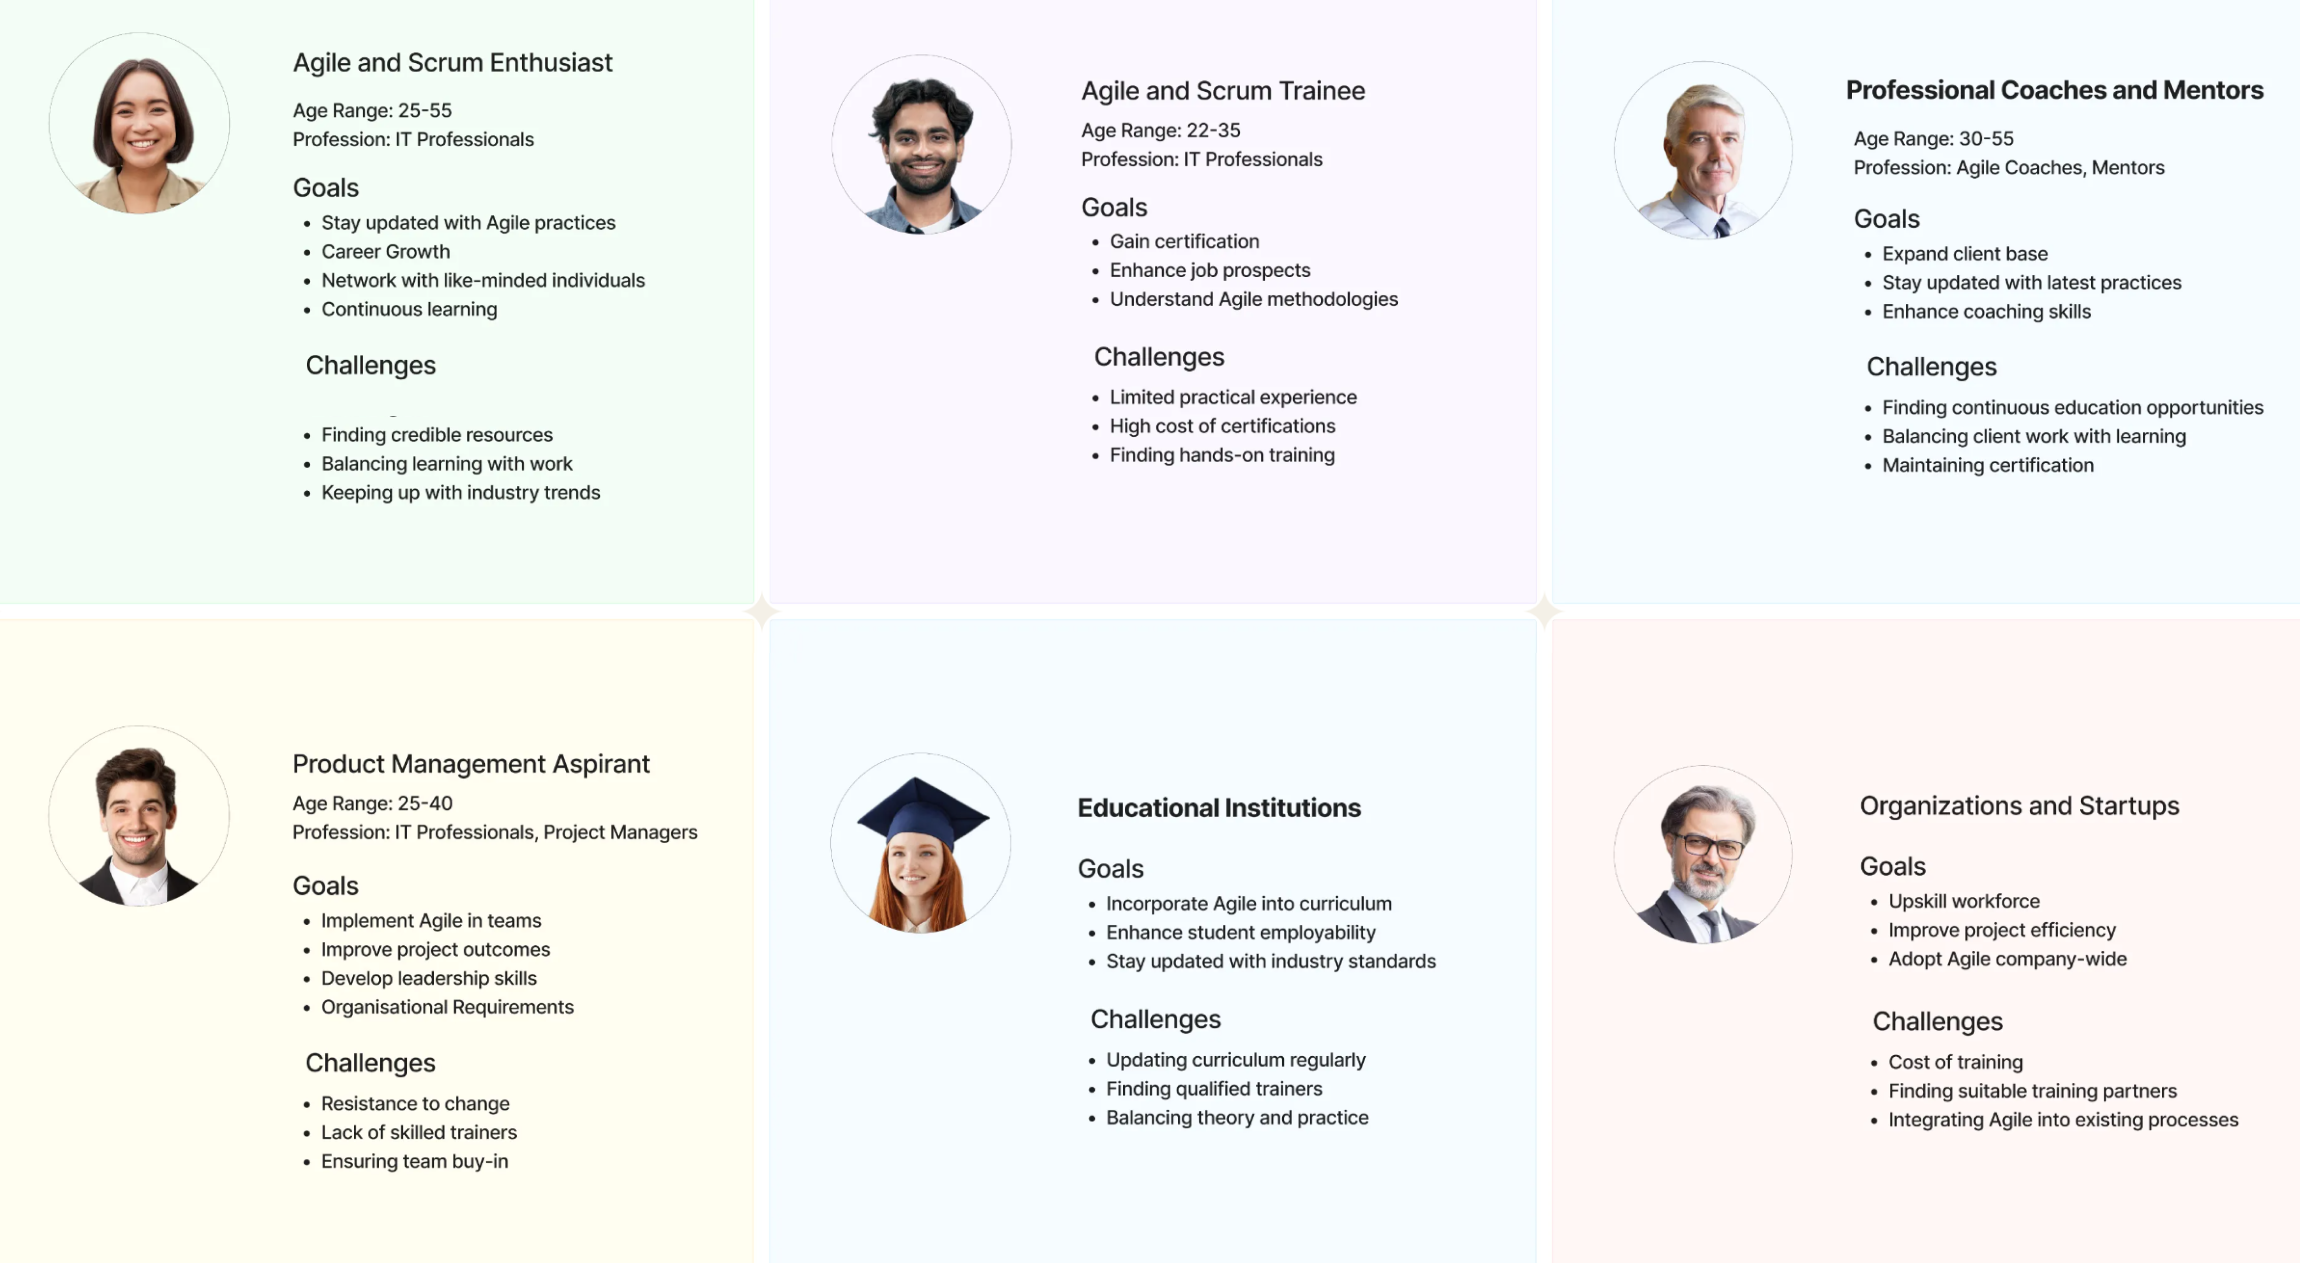 Agile and Scrum Enthusiast
Age Range: 25-55
Profession: IT Professionals
Goals
• Stay updated with Agile practices
• Career Growth
• Network with like-minded individuals
• Continuous learning
Challenges
• Finding credible resources
• Balancing learning with work
• Keeping up with industry trends
Agile and Scrum Trainee
Age Range: 22-35
Profession: IT Professionals
Goals
• Gain certification
• Enhance job prospects
• Understand Agile methodologies
Challenges
• Limited practical experience
• High cost of certifications
• Finding hands-on training
Professional Coaches and Mentors
Age Range: 30-55
Profession: Agile Coaches, Mentors
Goals
• Expand client base
• Stay updated with latest practices
• Enhance coaching skills
Challenges
• Finding continuous education opportunities
• Balancing client work with learning
• Maintaining certification
Product Management Aspirant
Age Range: 25-40
Profession: IT Professionals, Project Managers
Goals
• Implement Agile in teams
• Improve project outcomes
• Develop leadership skills
• Organisational Requirements
Challenges
• Resistance to change
• Lack of skilled trainers
• Ensuring team buy-in
Educational Institutions
Goals
• Incorporate Agile into curriculum
• Enhance student employability
• Stay updated with industry standards
Challenges
• Updating curriculum regularly
• Finding qualified trainers
• Balancing theory and practice
Organizations and Startups
Goals
• Upskill workforce
• Improve project efficiency
• Adopt Agile company-wide
Challenges
• Cost of training
• Finding suitable training partners
• Integrating Agile into existing processes